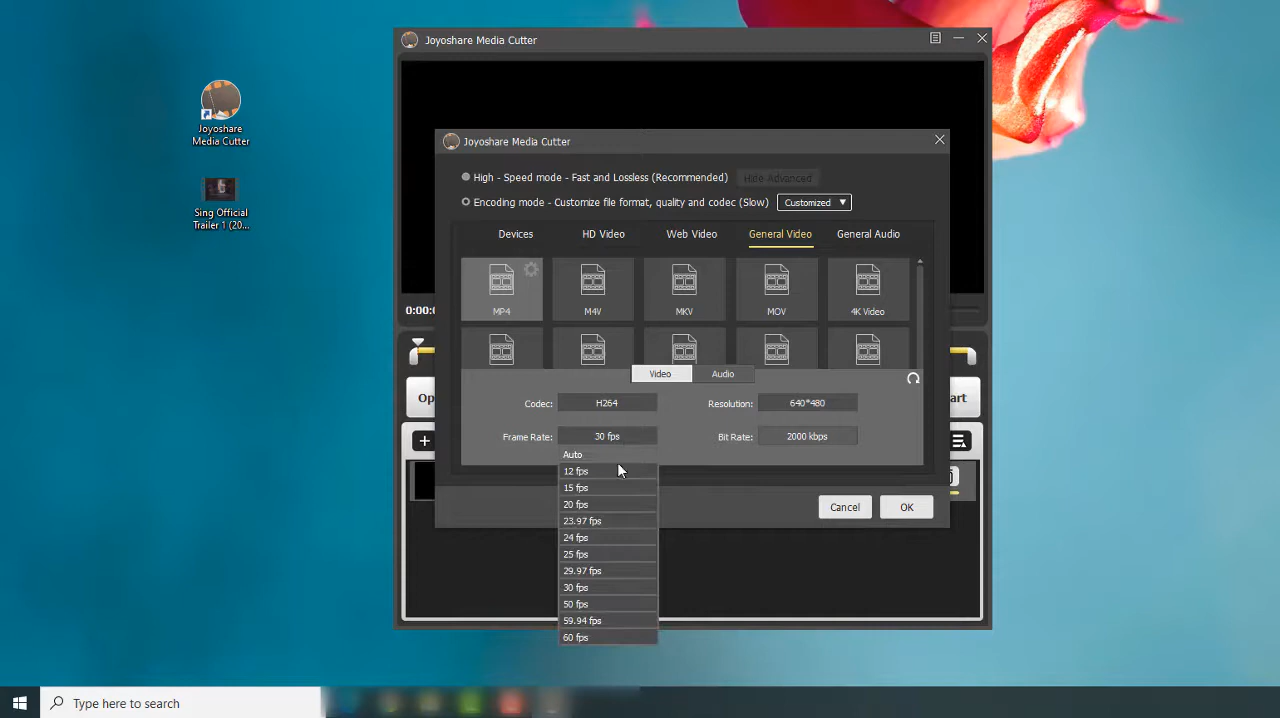 Joyoshare Media Cutter
Joyoshare
Media Cutter
Sing Official
Trailer 1 (20...
Joyoshare Media Cutter
High - Speed mode - Fast and Lossless (Recommended) Hide-Advanced
Encoding mode - Customize file format, quality and codec (Slow) Customized
Devices HD Video Web Video General Video General Audio
MP4 M4V MKV MOV 4K Video
0:00:0
Video Audio
Codec: H264 Resolution: 640*480
Op art
Frame Rate: 30 fps Bit Rate: 2000 kbps
Auto
12 fps
15 fps
20 fps
23.97 fps
24 fps
25 fps
29.97 fps
30 fps
50 fps
59.94 fps
60 fps
Cancel OK
Type here to search